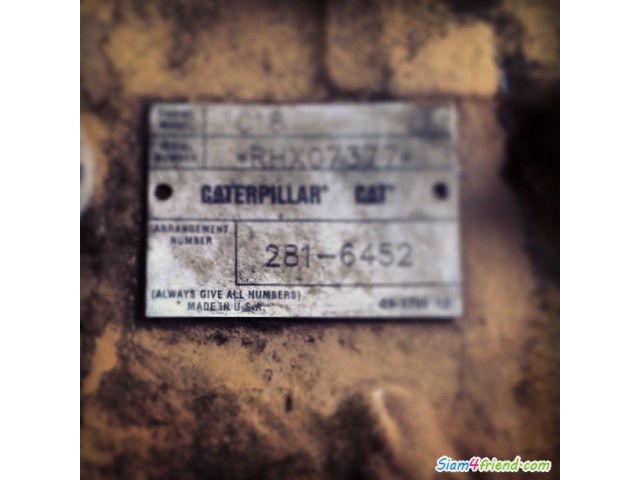 C18
*RHX07377*
CATERPILLAR® CAT®
ARRANGEMENT
NUMBER
281-6452
(ALWAYS GIVE ALL NUMBERS)
MADE IN U.S.A.
Siam4friend.com